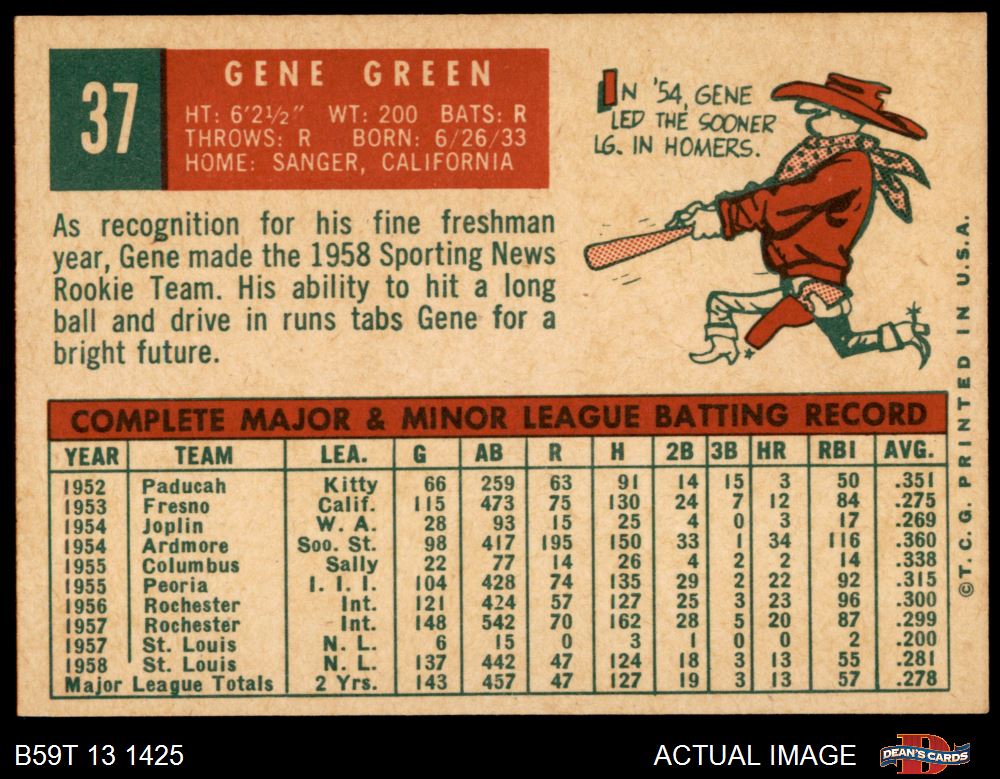 37
GENE GREEN
HT: 6'2½" WT: 200 BATS: R
THROWS: R BORN: 6/26/33
HOME: SANGER, CALIFORNIA
IN '54, GENE
LED THE SOONER
LG. IN HOMERS.
As recognition for his fine freshman
year, Gene made the 1958 Sporting News
Rookie Team. His ability to hit a long
ball and drive in runs tabs Gene for a
bright future.
COMPLETE MAJOR & MINOR LEAGUE BATTING RECORD
YEAR TEAM LEA. G AB R H 2B 3B HR RBI AVG.
1952 Paducah Kitty 66 259 63 91 14 15 3 50 .351
1953 Fresno Calif. 115 473 75 130 24 7 12 84 .275
1954 Joplin W. A. 28 93 15 25 4 0 3 17 .269
1954 Ardmore Soo. St. 98 417 195 150 33 1 34 116 .360
1955 Columbus Sally 22 77 14 26 4 2 2 14 .338
1955 Peoria I. I. I. 104 428 74 135 29 2 22 92 .315
1956 Rochester Int. 121 424 57 127 25 3 23 96 .300
1957 Rochester Int. 148 542 70 162 28 5 20 87 .299
1957 St. Louis N. L. 6 15 0 3 1 0 0 2 .200
1958 St. Louis N. L. 137 442 47 124 18 3 13 55 .281
Major League Totals 2 Yrs. 143 457 47 127 19 3 13 57 .278
© T. C. G. PRINTED IN U.S.A.
B59T 13 1425
ACTUAL IMAGE
DEAN'S CARDS